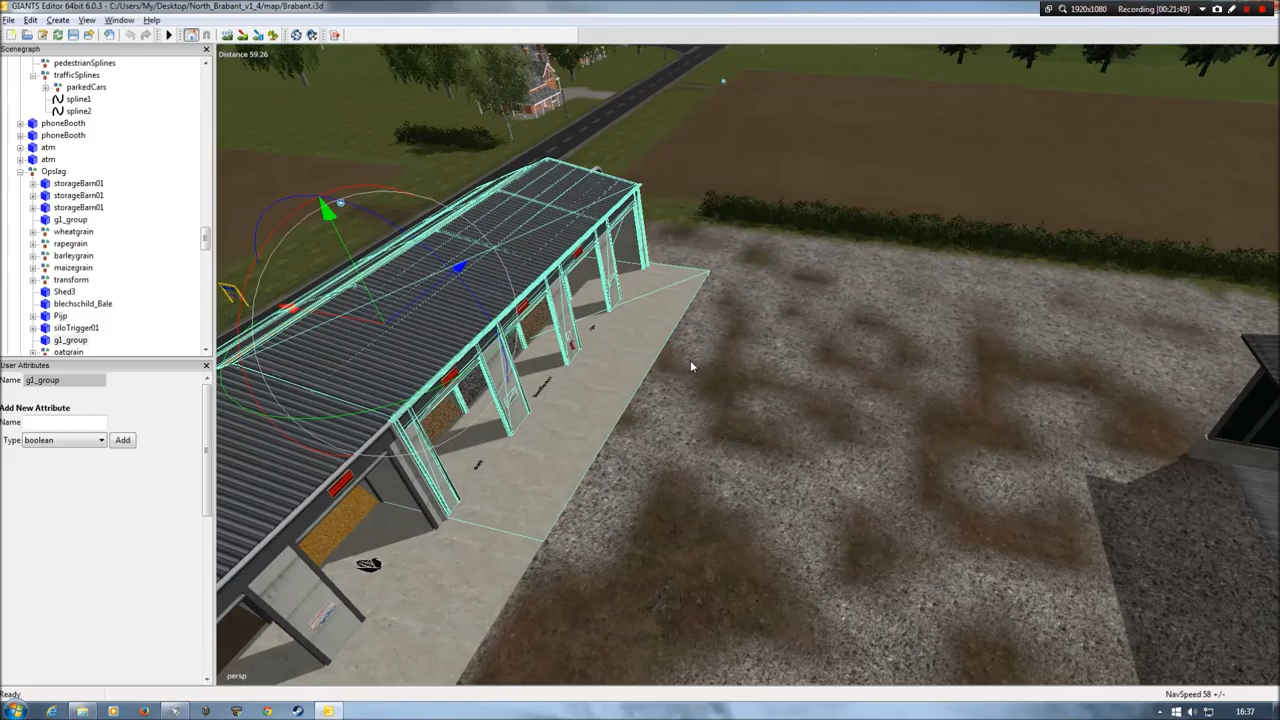 GIANTS Editor 64bit 6.0.3 - C:/Users/My/Desktop/North_Brabant_v1_4/map/Brabant.i3d
1920x1080
Recording [00:21:49]
File Edit Create View Window Help
Scenegraph
Distance 59.26
pedestrianSplines
trafficSplines
parkedCars
spline1
spline2
phoneBooth
phoneBooth
atm
atm
Opslag
storageBarn01
storageBarn01
storageBarn01
g1_group
wheatgrain
rapegrain
barleygrain
maizegrain
transform
Shed3
blechschild_Bale
Pijp
siloTrigger01
g1_group
oatgrain
User Attributes
Name g1_group
Add New Attribute
Name
Type boolean Add
persp
Ready
NavSpeed 58 +/-
16:37